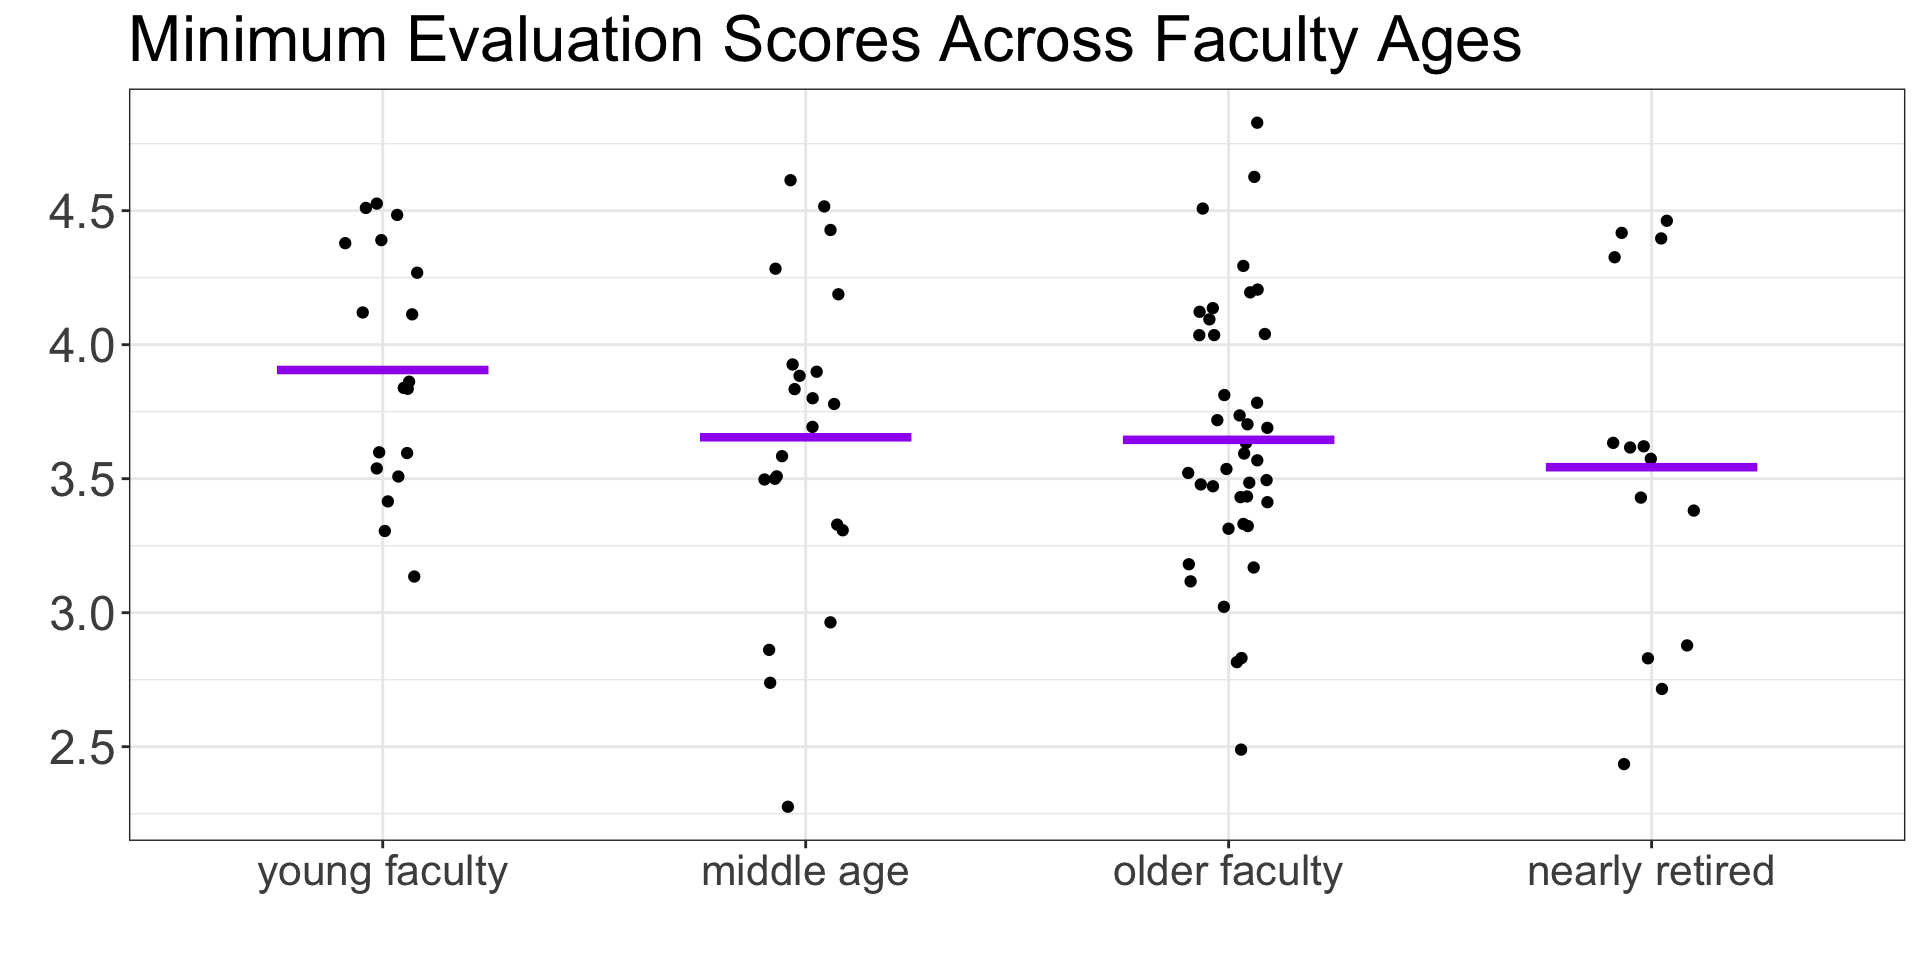 Minimum Evaluation Scores Across Faculty Ages
4.5
4.0
3.5
3.0
2.5
young faculty middle age older faculty nearly retired